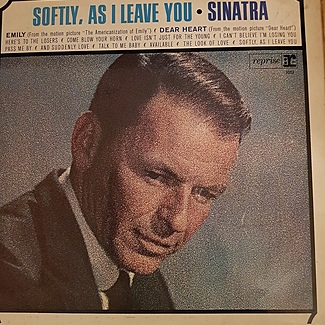 SOFTLY, AS I LEAVE YOU • SINATRA
EMILY (From the motion picture "The Americanization of Emily") / DEAR HEART (From the motion picture "Dear Heart")
HERE'S TO THE LOSERS / COME BLOW YOUR HORN / LOVE ISN'T JUST FOR THE YOUNG / I CAN'T BELIEVE I'M LOSING YOU
PASS ME BY / AND SUDDENLY LOVE / TALK TO ME BABY / AVAILABLE / THE LOOK OF LOVE / SOFTLY, AS I LEAVE YOU
reprise